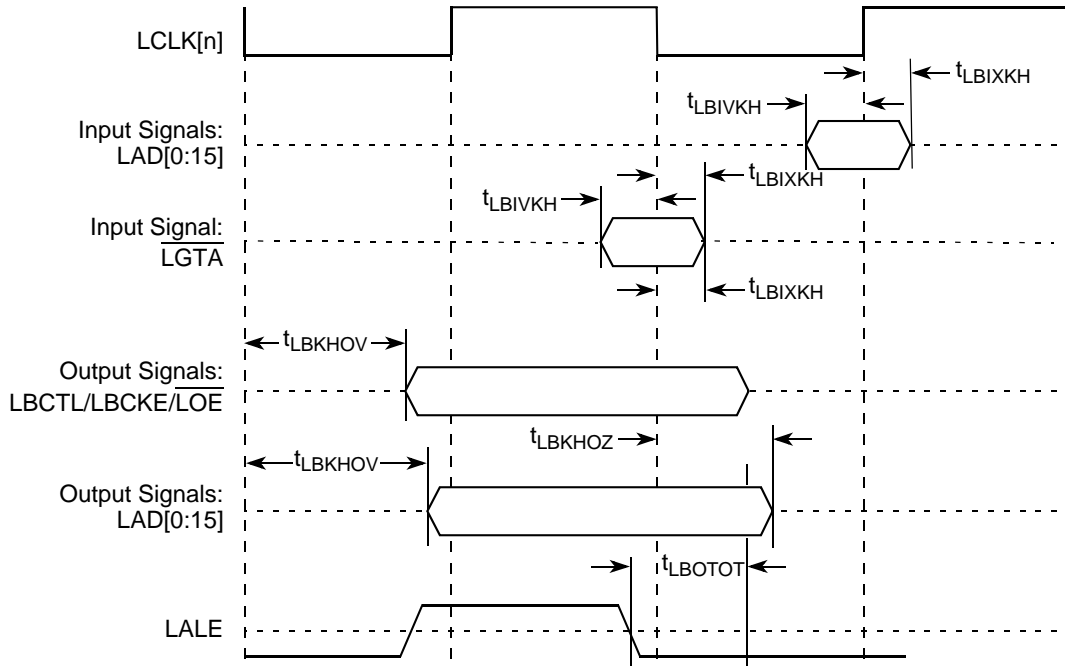 LCLK[n]
tLBIXKH
tLBIVKH
Input Signals:
LAD[0:15]
tLBIXKH
tLBIVKH
Input Signal:
LGTA
tLBIXKH
tLBKHOV
Output Signals:
LBCTL/LBCKE/LOE
tLBKHOZ
tLBKHOV
Output Signals:
LAD[0:15]
tLBOTOT
LALE